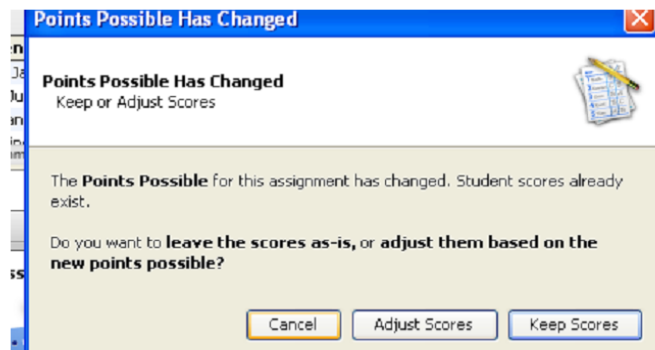 Points Possible Has Changed
Points Possible Has Changed
Keep or Adjust Scores
The Points Possible for this assignment has changed. Student scores already
exist.
Do you want to leave the scores as-is, or adjust them based on the
new points possible?
Cancel Adjust Scores Keep Scores